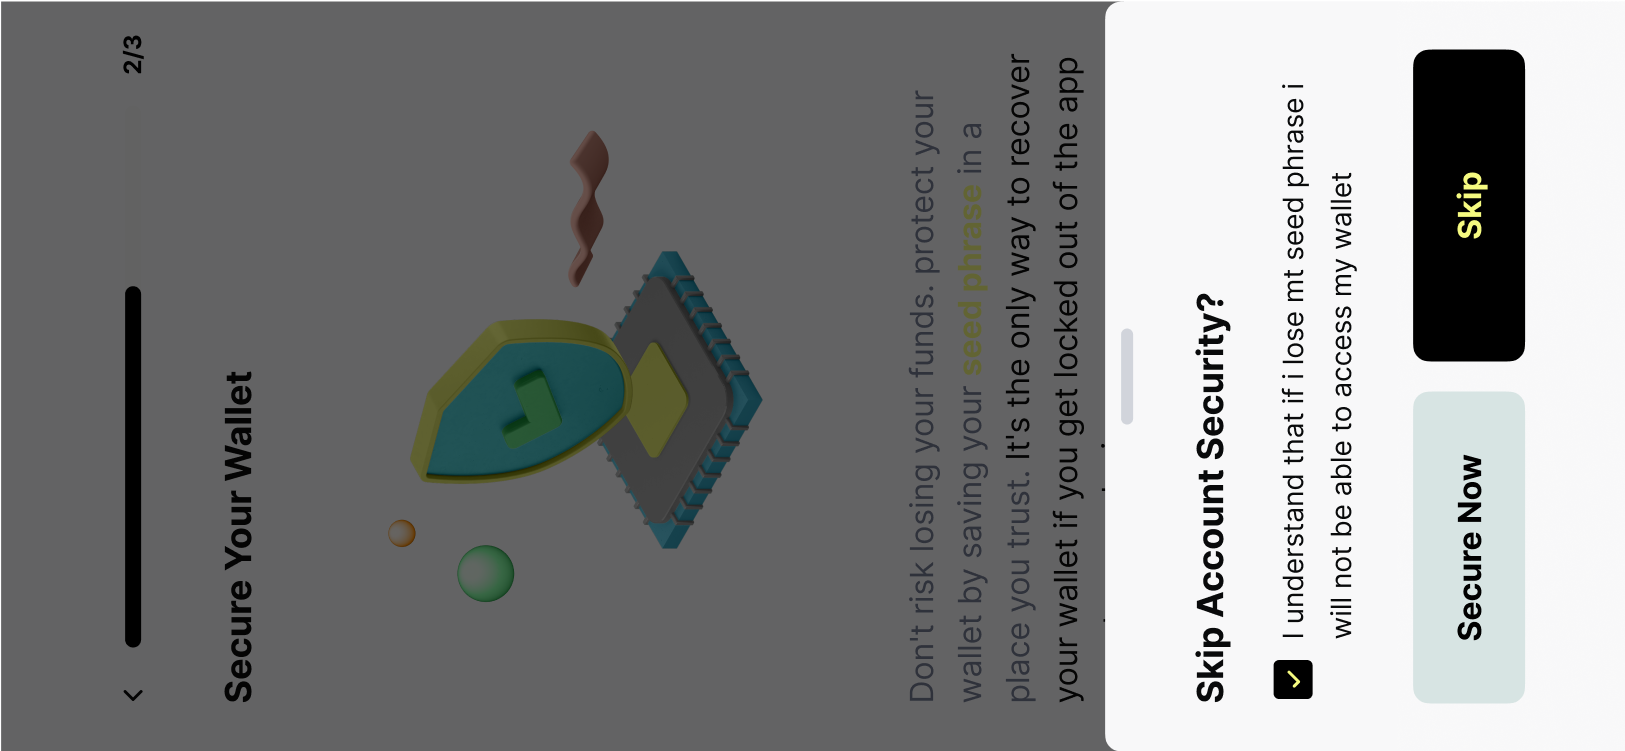 2/3
Secure Your Wallet
Don't risk losing your funds. protect your
wallet by saving your seed phrase in a
place you trust. It's the only way to recover
your wallet if you get locked out of the app
Skip Account Security?
I understand that if i lose mt seed phrase i
will not be able to access my wallet
Secure Now
Skip